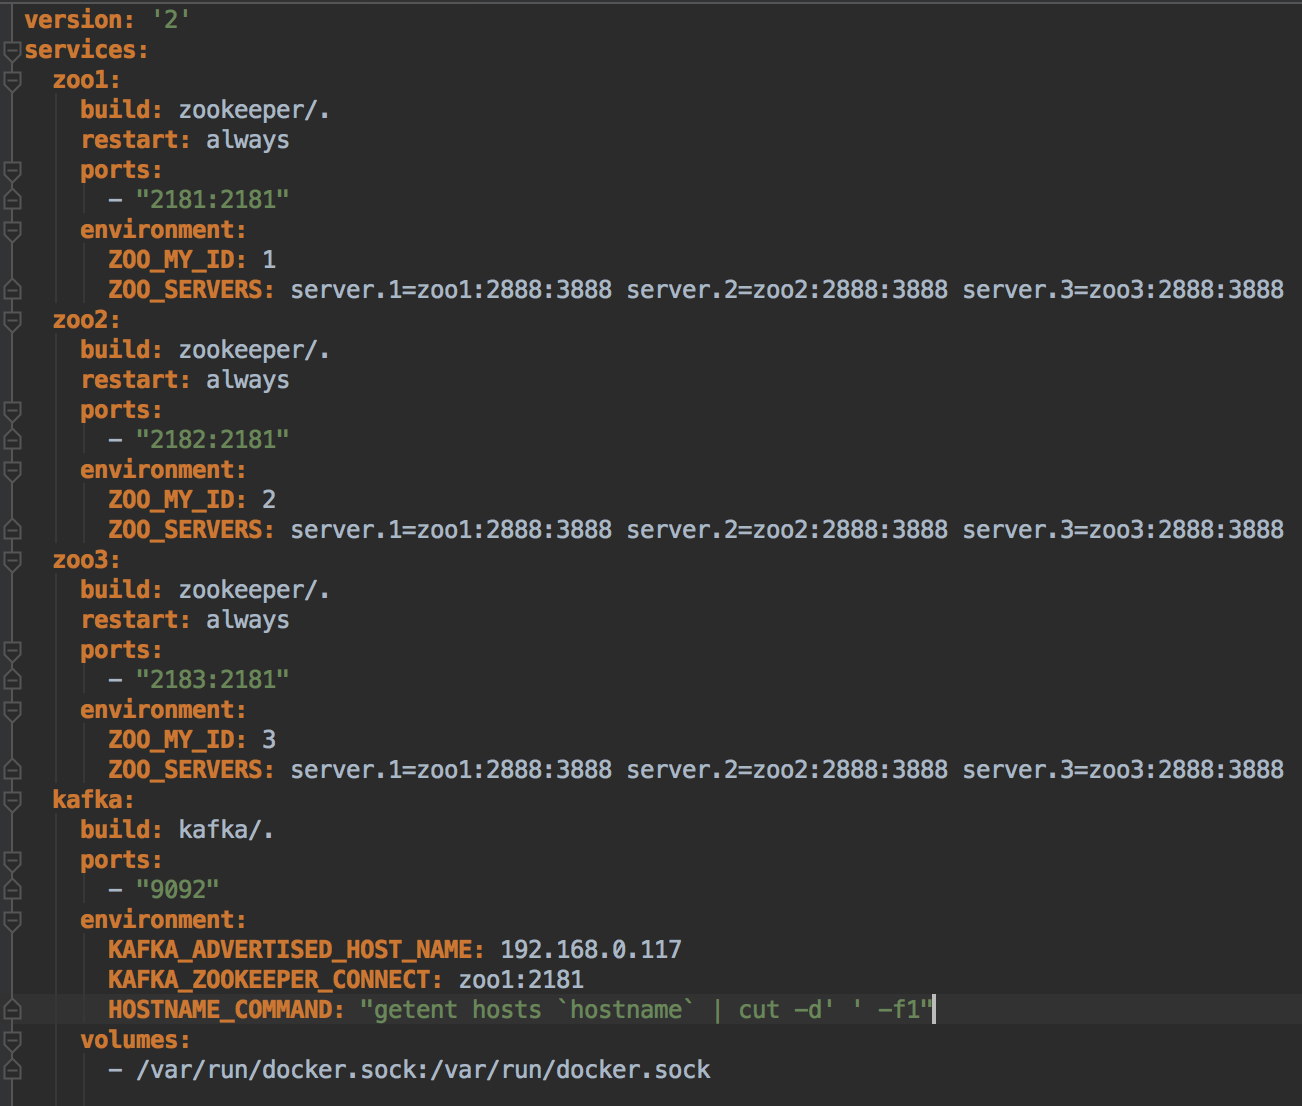 version: '2'
services:
  zoo1:
    build: zookeeper/.
    restart: always
    ports:
      - "2181:2181"
    environment:
      ZOO_MY_ID: 1
      ZOO_SERVERS: server.1=zoo1:2888:3888 server.2=zoo2:2888:3888 server.3=zoo3:2888:3888
  zoo2:
    build: zookeeper/.
    restart: always
    ports:
      - "2182:2181"
    environment:
      ZOO_MY_ID: 2
      ZOO_SERVERS: server.1=zoo1:2888:3888 server.2=zoo2:2888:3888 server.3=zoo3:2888:3888
  zoo3:
    build: zookeeper/.
    restart: always
    ports:
      - "2183:2181"
    environment:
      ZOO_MY_ID: 3
      ZOO_SERVERS: server.1=zoo1:2888:3888 server.2=zoo2:2888:3888 server.3=zoo3:2888:3888
  kafka:
    build: kafka/.
    ports:
      - "9092"
    environment:
      KAFKA_ADVERTISED_HOST_NAME: 192.168.0.117
      KAFKA_ZOOKEEPER_CONNECT: zoo1:2181
      HOSTNAME_COMMAND: "getent hosts `hostname` | cut -d' ' -f1"
    volumes:
      - /var/run/docker.sock:/var/run/docker.sock